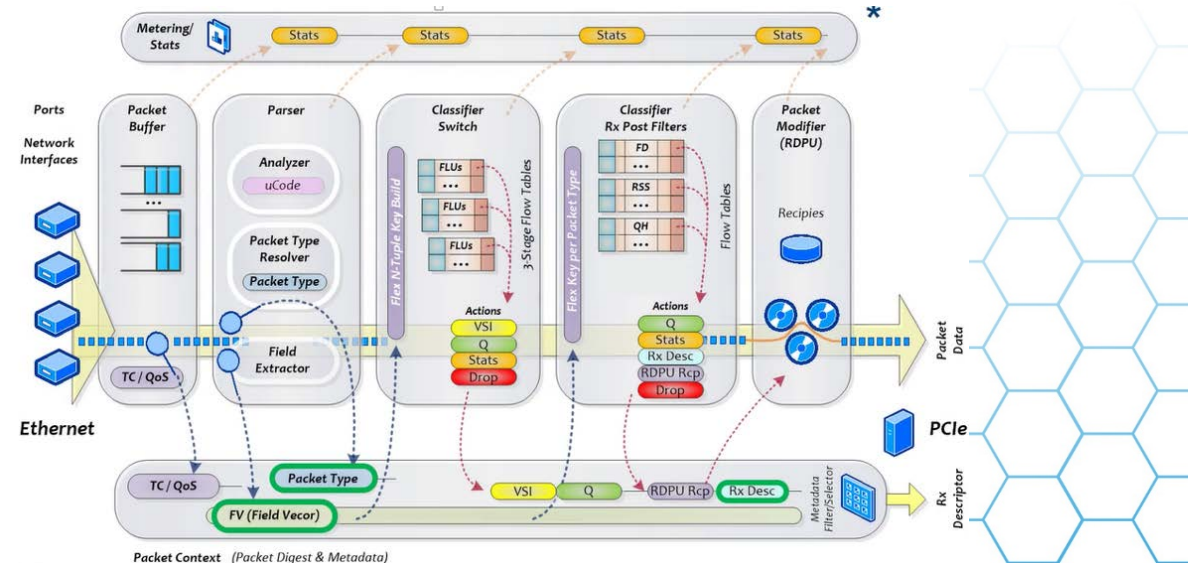 *
Metering/
Stats
Stats
Stats
Stats
Stats
Ports
Network
Interfaces
Ethernet
Packet
Buffer
...
TC / QoS
Parser
Analyzer
uCode
Packet Type
Resolver
Packet Type
Field
Extractor
Classifier
Switch
Flex N-Tuple Key Build
FLUs
...
FLUs
...
FLUs
...
3-Stage Flow Tables
Actions
VSI
Q
Stats
Drop
Classifier
Rx Post Filters
Flex Key per Packet Type
FD
...
RSS
...
QH
...
Flow Tables
Actions
Q
Stats
Rx Desc
RDPU Rcp
Drop
Packet
Modifier
(RDPU)
Recipies
Packet
Data
PCIe
TC / QoS
Packet Type
FV (Field Vecor)
VSI
Q
RDPU Rcp
Rx Desc
Metadata
Filter/Selector
Rx
Descriptor
Packet Context (Packet Digest & Metadata)